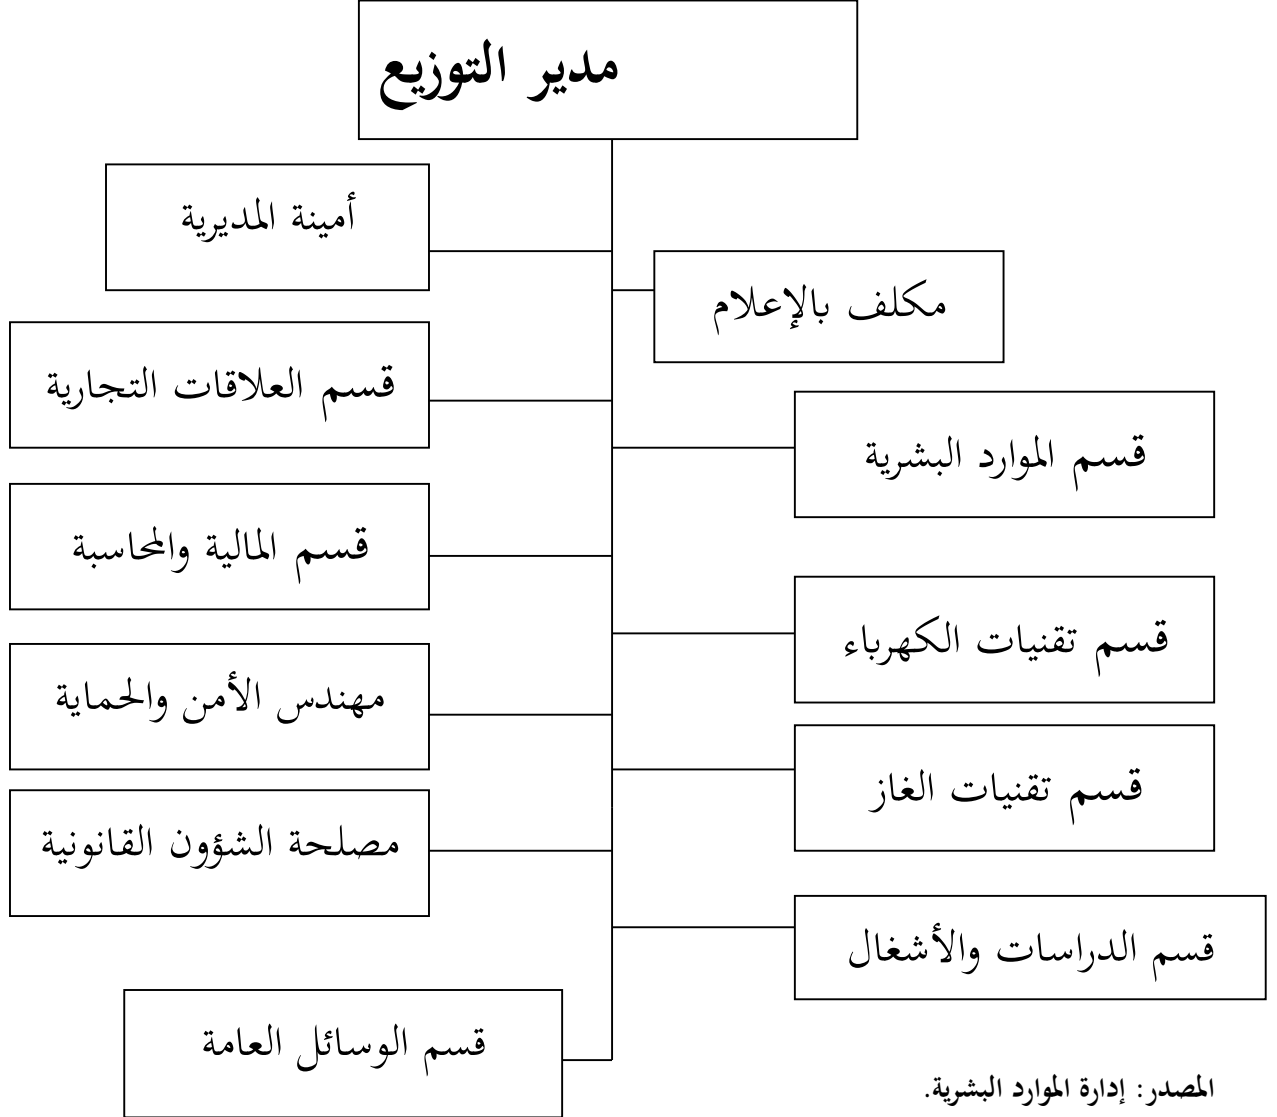 مدير التوزيع
أمينة المديرية
مكلف بالإعلام
قسم العلاقات التجارية
قسم الموارد البشرية
قسم المالية والمحاسبة
قسم تقنيات الكهرباء
مهندس الأمن والحماية
قسم تقنيات الغاز
مصلحة الشؤون القانونية
قسم الدراسات والأشغال
قسم الوسائل العامة
المصدر: إدارة الموارد البشرية.